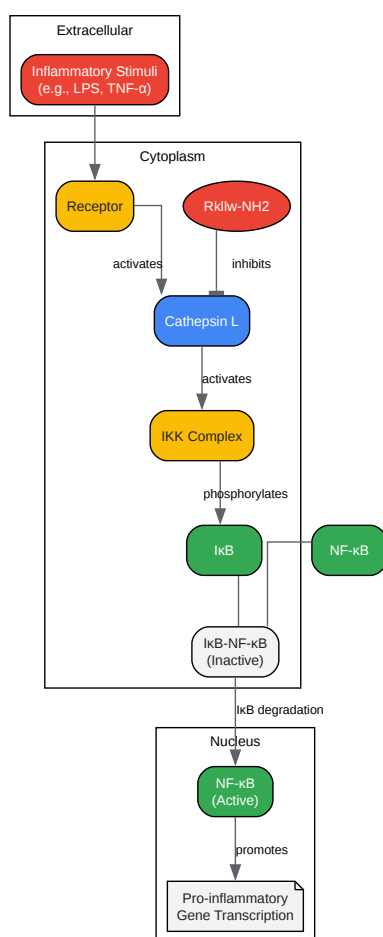 Extracellular
Inflammatory Stimuli
(e.g., LPS, TNF-α)
Cytoplasm
Receptor
Rkllw-NH2
activates
inhibits
Cathepsin L
activates
IKK Complex
phosphorylates
IκB
NF-κB
IκB-NF-κB
(Inactive)
IκB degradation
Nucleus
NF-κB
(Active)
promotes
Pro-inflammatory
Gene Transcription